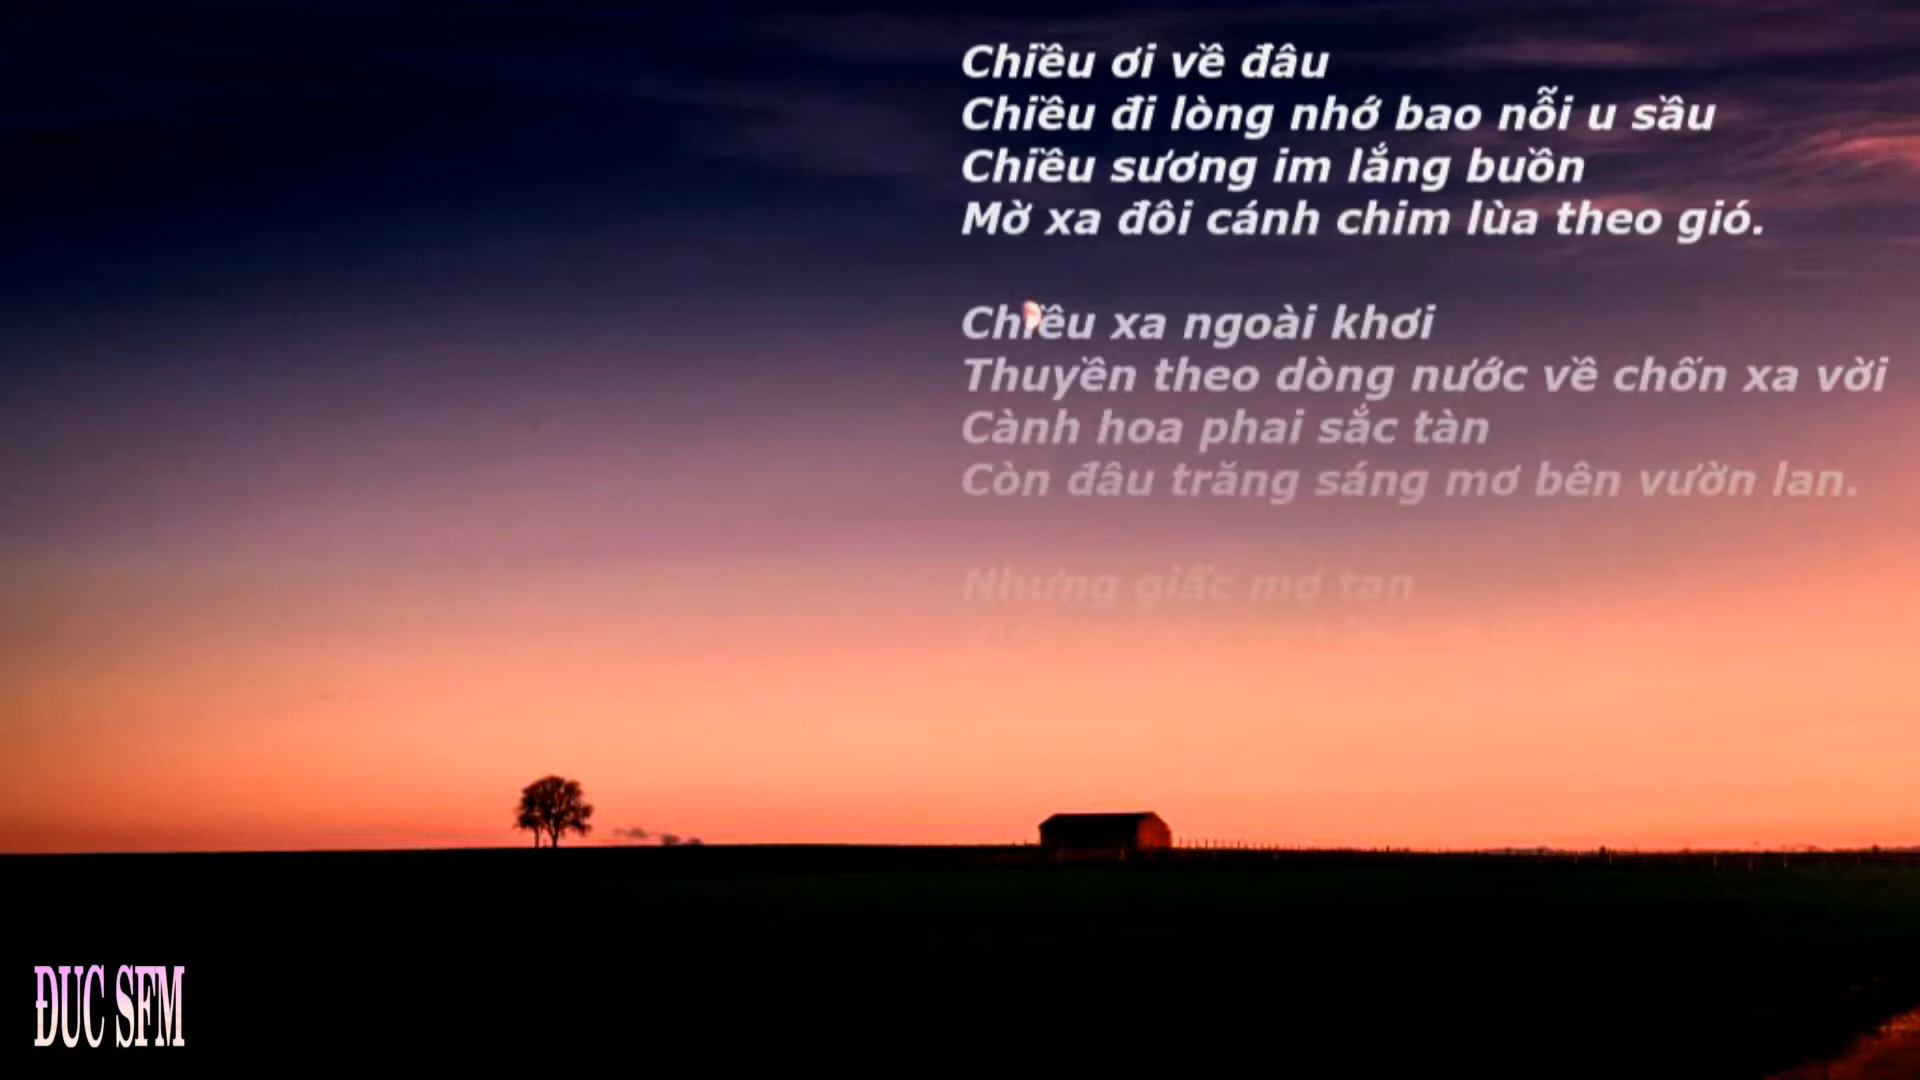 Chiều ơi về đâu
Chiều đi lòng nhớ bao nỗi u sầu
Chiều sương im lắng buồn
Mờ xa đôi cánh chim lùa theo gió.
Chiều xa ngoài khơi
Thuyền theo dòng nước về chốn xa vời
Cành hoa phai sắc tàn
Còn đâu trăng sáng mơ bên vườn lan.
Nhưng giấc mơ tan
ĐUC SFM